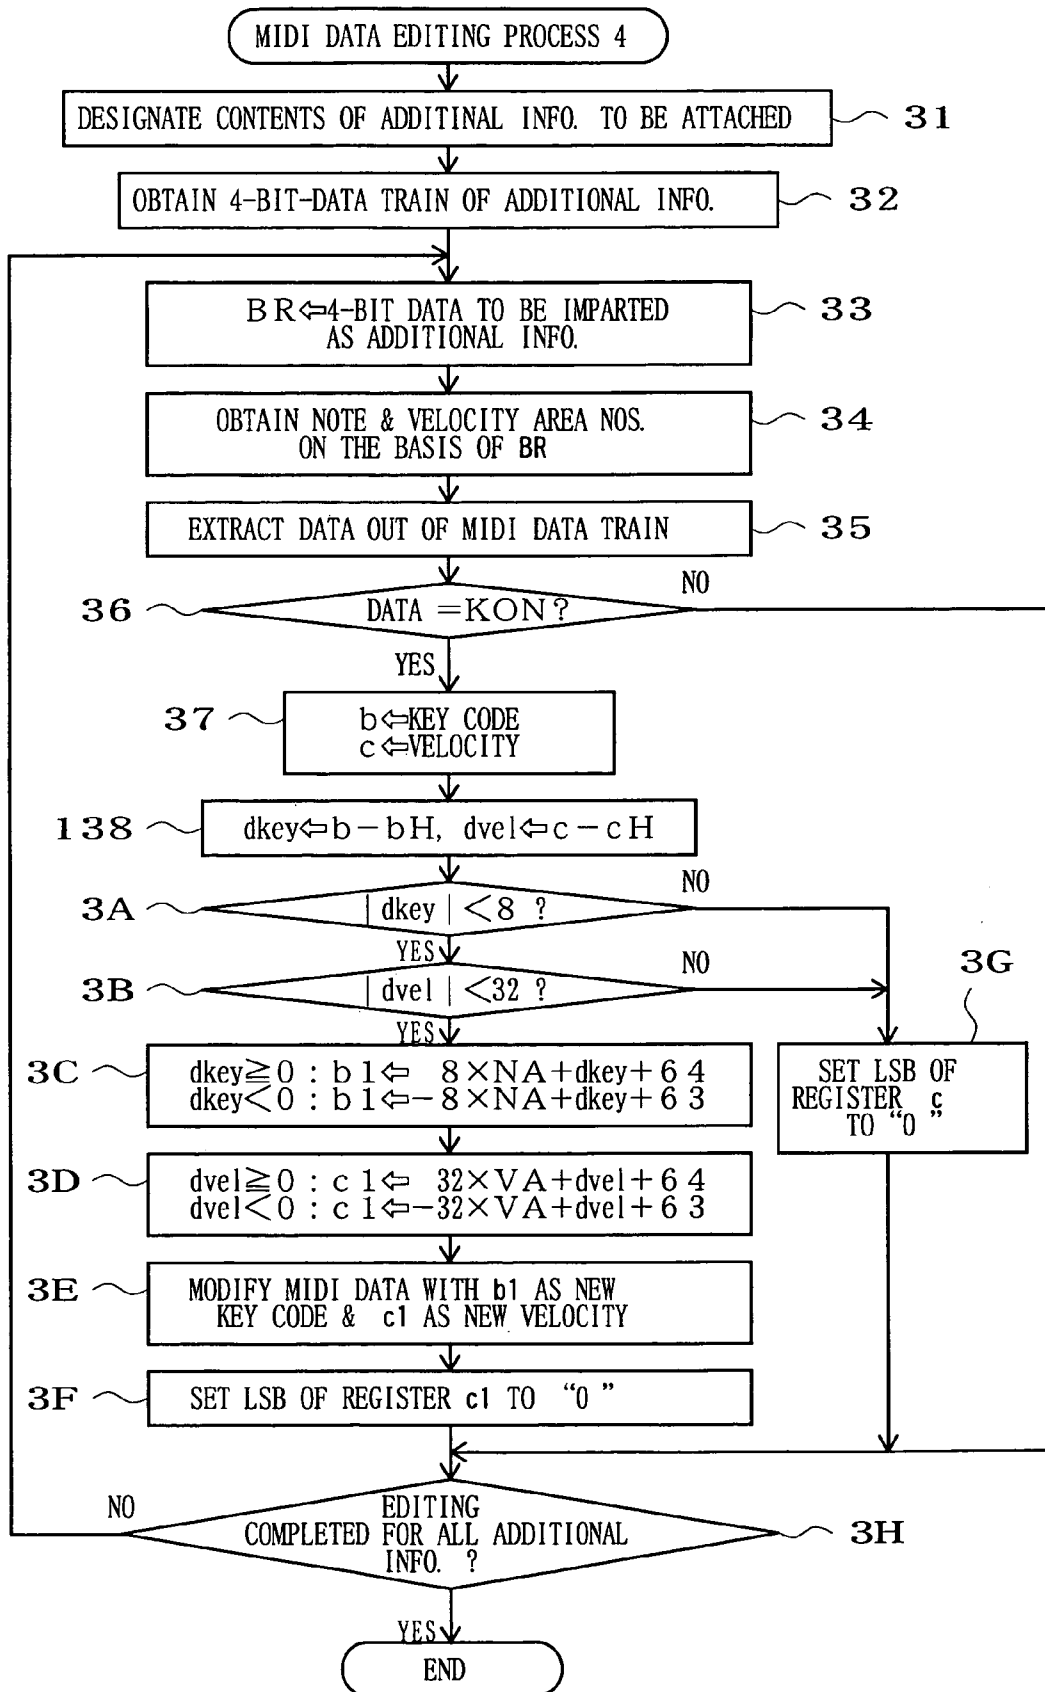 MIDI DATA EDITING PROCESS 4
DESIGNATE CONTENTS OF ADDITINAL INFO. TO BE ATTACHED
31
OBTAIN 4-BIT-DATA TRAIN OF ADDITIONAL INFO.
32
BR⇦4-BIT DATA TO BE IMPARTED
AS ADDITIONAL INFO.
33
OBTAIN NOTE & VELOCITY AREA NOS.
ON THE BASIS OF BR
34
EXTRACT DATA OUT OF MIDI DATA TRAIN
35
36
DATA =KON?
NO
YES
37
b⇦KEY CODE
c⇦VELOCITY
138
dkey⇦b-bH, dvel⇦c-cH
3A
|dkey| <8 ?
NO
YES
3B
|dvel| <32 ?
NO
YES
3G
SET LSB OF
REGISTER c
TO “0”
3C
dkey≧0 : b1⇦ 8×NA+dkey+64
dkey<0 : b1⇦-8×NA+dkey+63
3D
dvel≧0 : c1⇦ 32×VA+dvel+64
dvel<0 : c1⇦-32×VA+dvel+63
3E
MODIFY MIDI DATA WITH b1 AS NEW
KEY CODE & c1 AS NEW VELOCITY
3F
SET LSB OF REGISTER c1 TO “0”
NO
EDITING
COMPLETED FOR ALL ADDITIONAL
INFO. ?
3H
YES
END